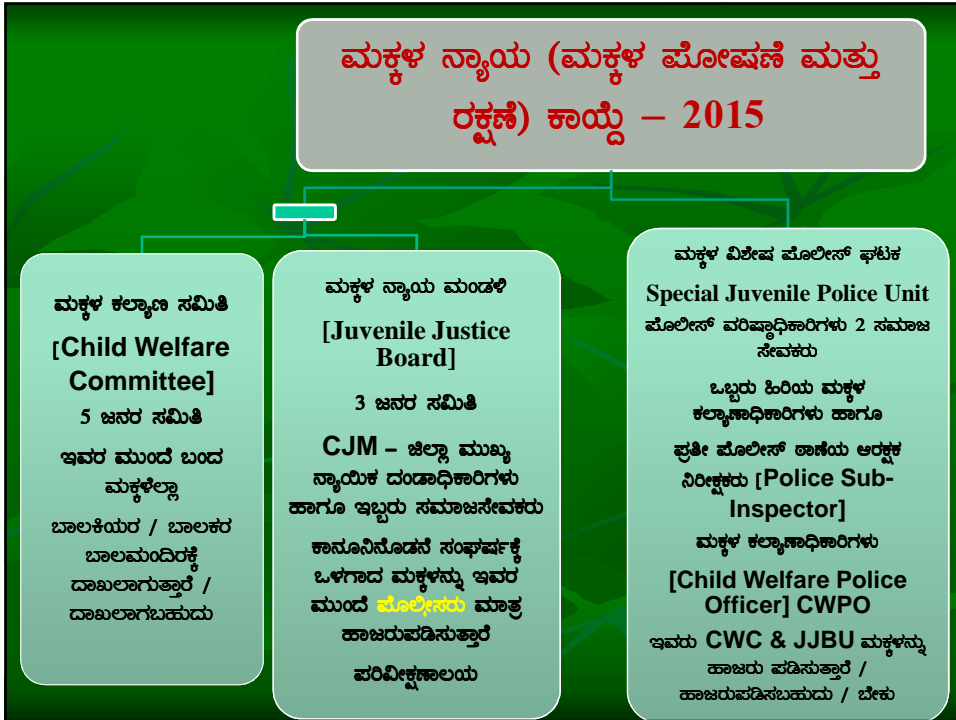 ಮಕ್ಕಳ ನ್ಯಾಯ (ಮಕ್ಕಳ ಪೋಷಣೆ ಮತ್ತು
ರಕ್ಷಣೆ) ಕಾಯ್ದೆ – 2015
ಮಕ್ಕಳ ಕಲ್ಯಾಣ ಸಮಿತಿ
[Child Welfare
Committee]
5 ಜನರ ಸಮಿತಿ
ಇವರ ಮುಂದೆ ಬಂದ
ಮಕ್ಕಳೆಲ್ಲಾ
ಬಾಲಕಿಯರ / ಬಾಲಕರ
ಬಾಲಮಂದಿರಕ್ಕೆ
ದಾಖಲಾಗುತ್ತಾರೆ /
ದಾಖಲಾಗಬಹುದು
ಮಕ್ಕಳ ನ್ಯಾಯ ಮಂಡಳಿ
[Juvenile Justice
Board]
3 ಜನರ ಸಮಿತಿ
CJM – ಜಿಲ್ಲಾ ಮುಖ್ಯ
ನ್ಯಾಯಿಕ ದಂಡಾಧಿಕಾರಿಗಳು
ಹಾಗೂ ಇಬ್ಬರು ಸಮಾಜಸೇವಕರು
ಕಾನೂನಿನೊಡನೆ ಸಂಘರ್ಷಕ್ಕೆ
ಒಳಗಾದ ಮಕ್ಕಳನ್ನು ಇವರ
ಮುಂದೆ ಪೊಲೀಸರು ಮಾತ್ರ
ಹಾಜರುಪಡಿಸುತ್ತಾರೆ
ಪರಿವೀಕ್ಷಣಾಲಯ
ಮಕ್ಕಳ ವಿಶೇಷ ಪೊಲೀಸ್ ಘಟಕ
Special Juvenile Police Unit
ಪೊಲೀಸ್ ವರಿಷ್ಠಾಧಿಕಾರಿಗಳು 2 ಸಮಾಜ
ಸೇವಕರು
ಒಬ್ಬರು ಹಿರಿಯ ಮಕ್ಕಳ
ಕಲ್ಯಾಣಾಧಿಕಾರಿಗಳು ಹಾಗೂ
ಪ್ರತೀ ಪೊಲೀಸ್ ಠಾಣೆಯ ಆರಕ್ಷಕ
ನಿರೀಕ್ಷಕರು [Police Sub-
Inspector]
ಮಕ್ಕಳ ಕಲ್ಯಾಣಾಧಿಕಾರಿಗಳು
[Child Welfare Police
Officer] CWPO
ಇವರು CWC & JJBU ಮಕ್ಕಳನ್ನು
ಹಾಜರು ಪಡಿಸುತ್ತಾರೆ /
ಹಾಜರುಪಡಿಸಬಹುದು / ಬೇಕು